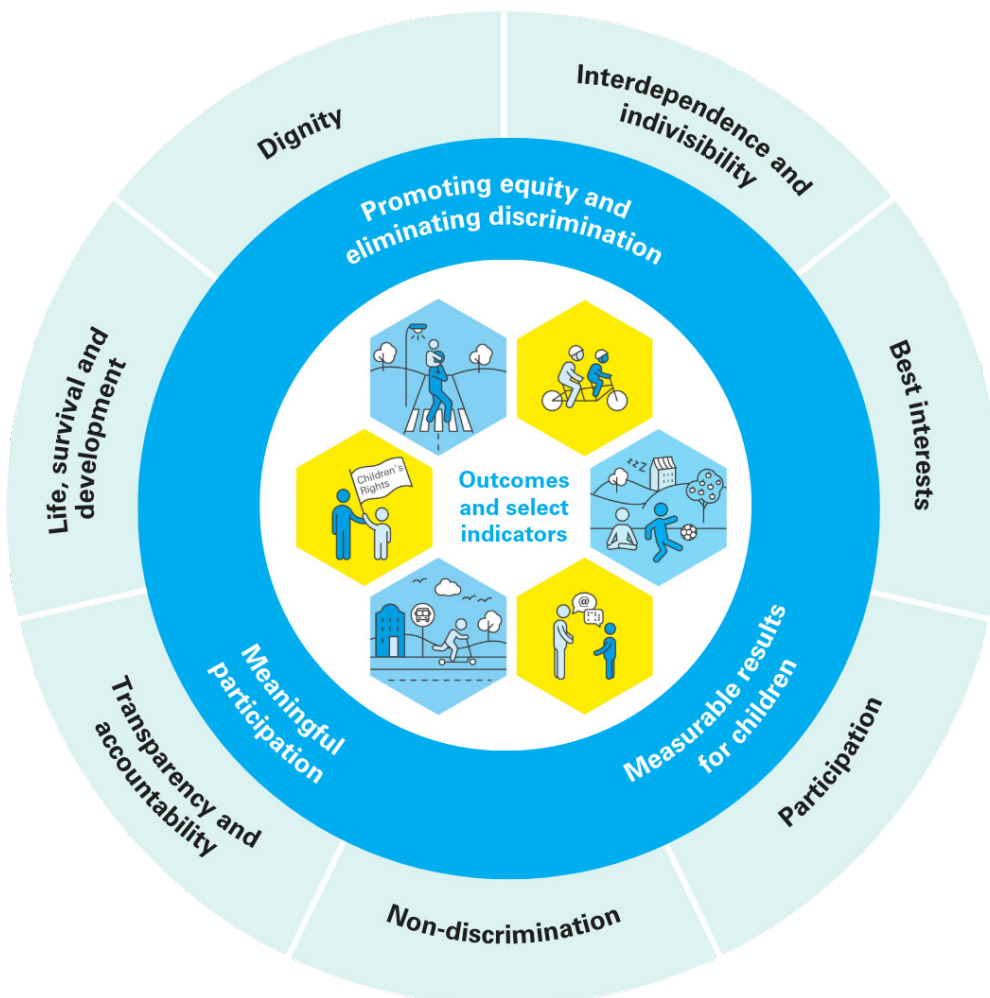 Dignity
Interdependence and
indivisibility
Best interests
Participation
Non-discrimination
Transparency and
accountability
Life, survival and
development
Promoting equity and
eliminating discrimination
Measurable results
for children
Meaningful
participation
Children's
Rights
zzZ
Outcomes
and select
indicators
@